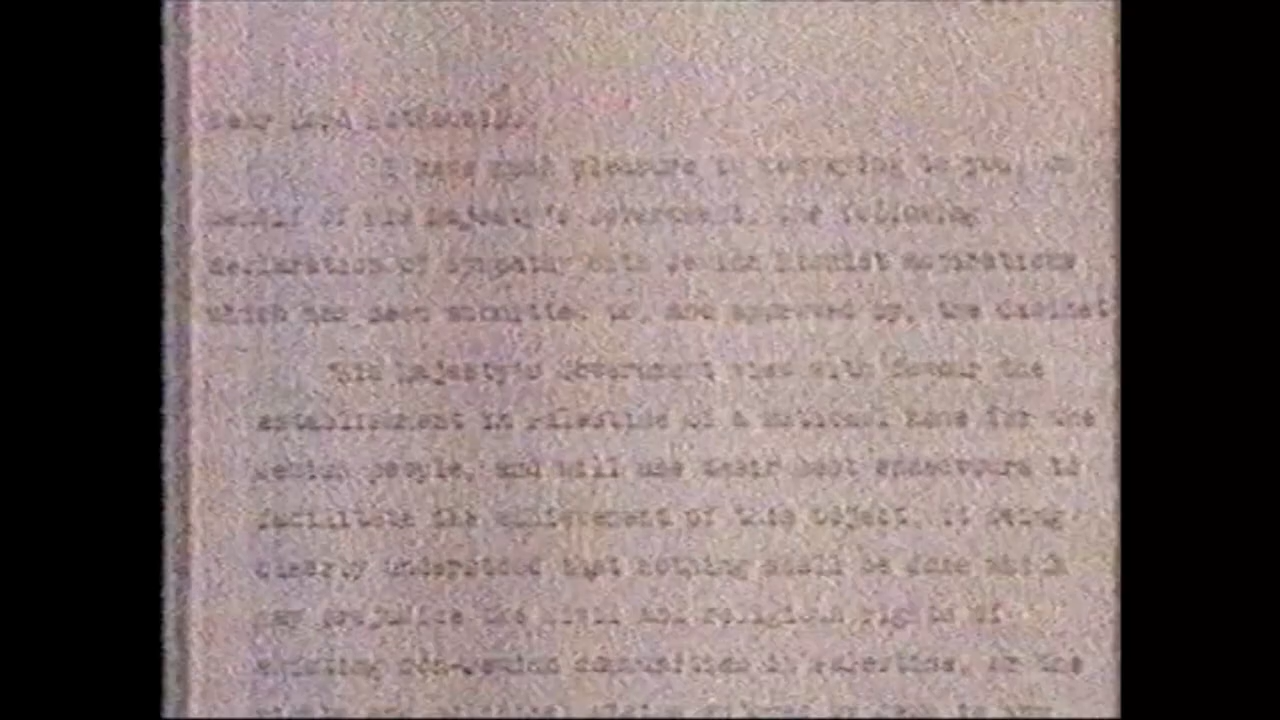 Dear Lord Rothschild,
I have much pleasure in conveying to you, on
behalf of His Majesty's Government, the following
declaration of sympathy with Jewish Zionist aspirations
which has been submitted to, and approved by, the Cabinet
His Majesty's Government view with favour the
establishment in Palestine of a national home for the
Jewish people, and will use their best endeavours to
facilitate the achievement of this object, it being
clearly understood that nothing shall be done which
may prejudice the civil and religious rights of
existing non-Jewish communities in Palestine, or the